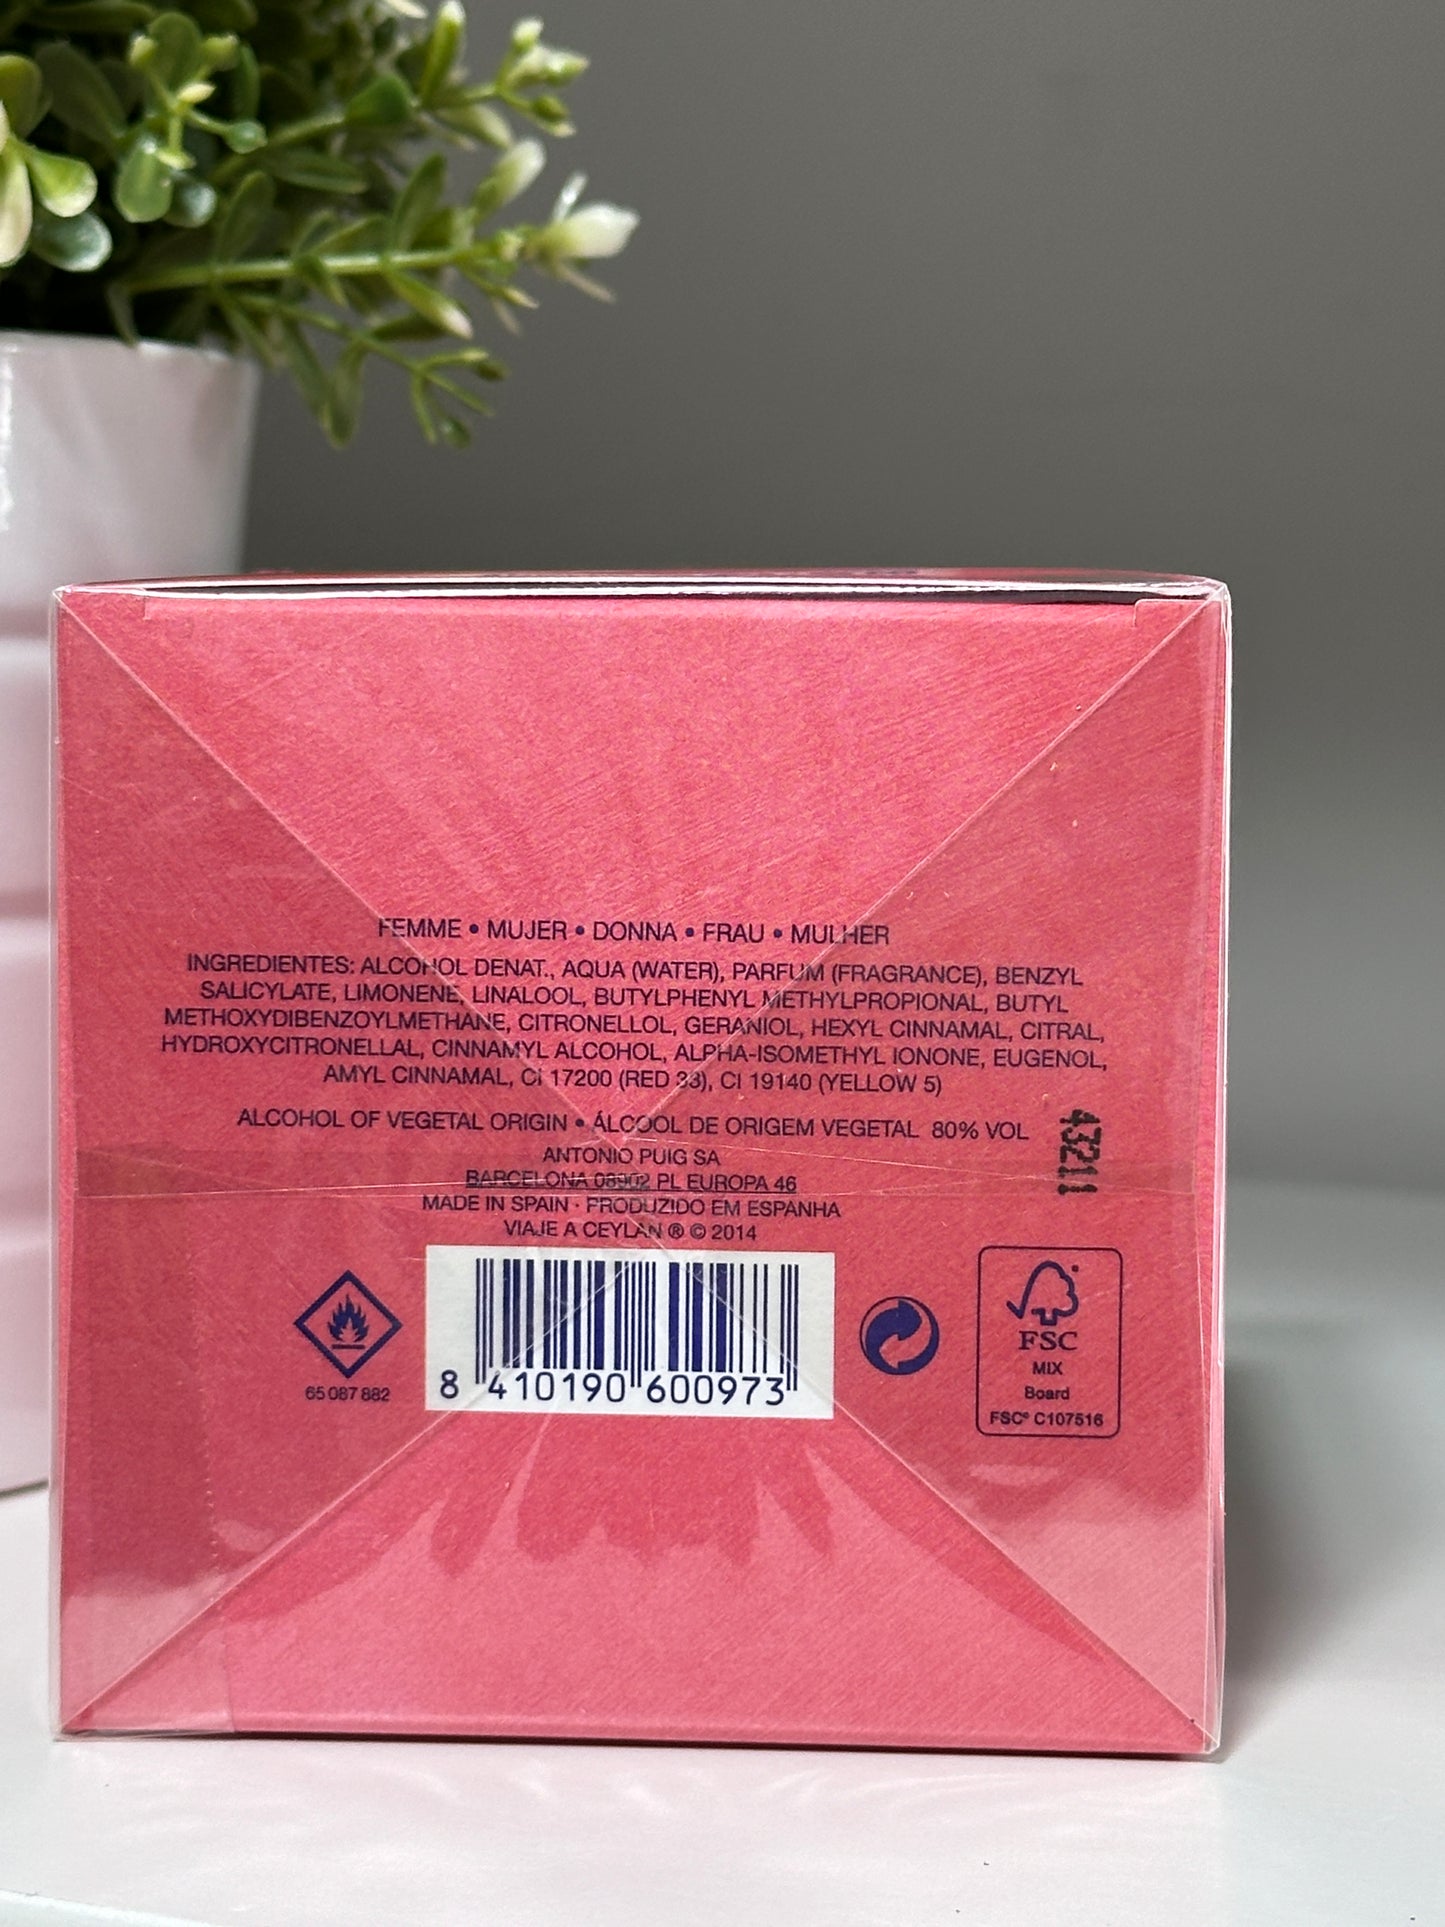 FEMME • MUJER • DONNA • FRAU • MULHER
INGREDIENTES: ALCOHOL DENAT., AQUA (WATER), PARFUM (FRAGRANCE), BENZYL
SALICYLATE, LIMONENE, LINALOOL, BUTYLPHENYL METHYLPROPIONAL, BUTYL
METHOXYDIBENZOYLMETHANE, CITRONELLOL, GERANIOL, HEXYL CINNAMAL, CITRAL,
HYDROXYCITRONELLAL, CINNAMYL ALCOHOL, ALPHA-ISOMETHYL IONONE, EUGENOL,
AMYL CINNAMAL, CI 17200 (RED 33), CI 19140 (YELLOW 5)
ALCOHOL OF VEGETAL ORIGIN • ÁLCOOL DE ORIGEM VEGETAL 80% VOL
43211
ANTONIO PUIG SA
BARCELONA 08902 PL EUROPA 46
MADE IN SPAIN · PRODUZIDO EM ESPANHA
VIAJE A CEYLAN ® © 2014
65 087 882
8 410190 600973
FSC
MIX
Board
FSC® C107516